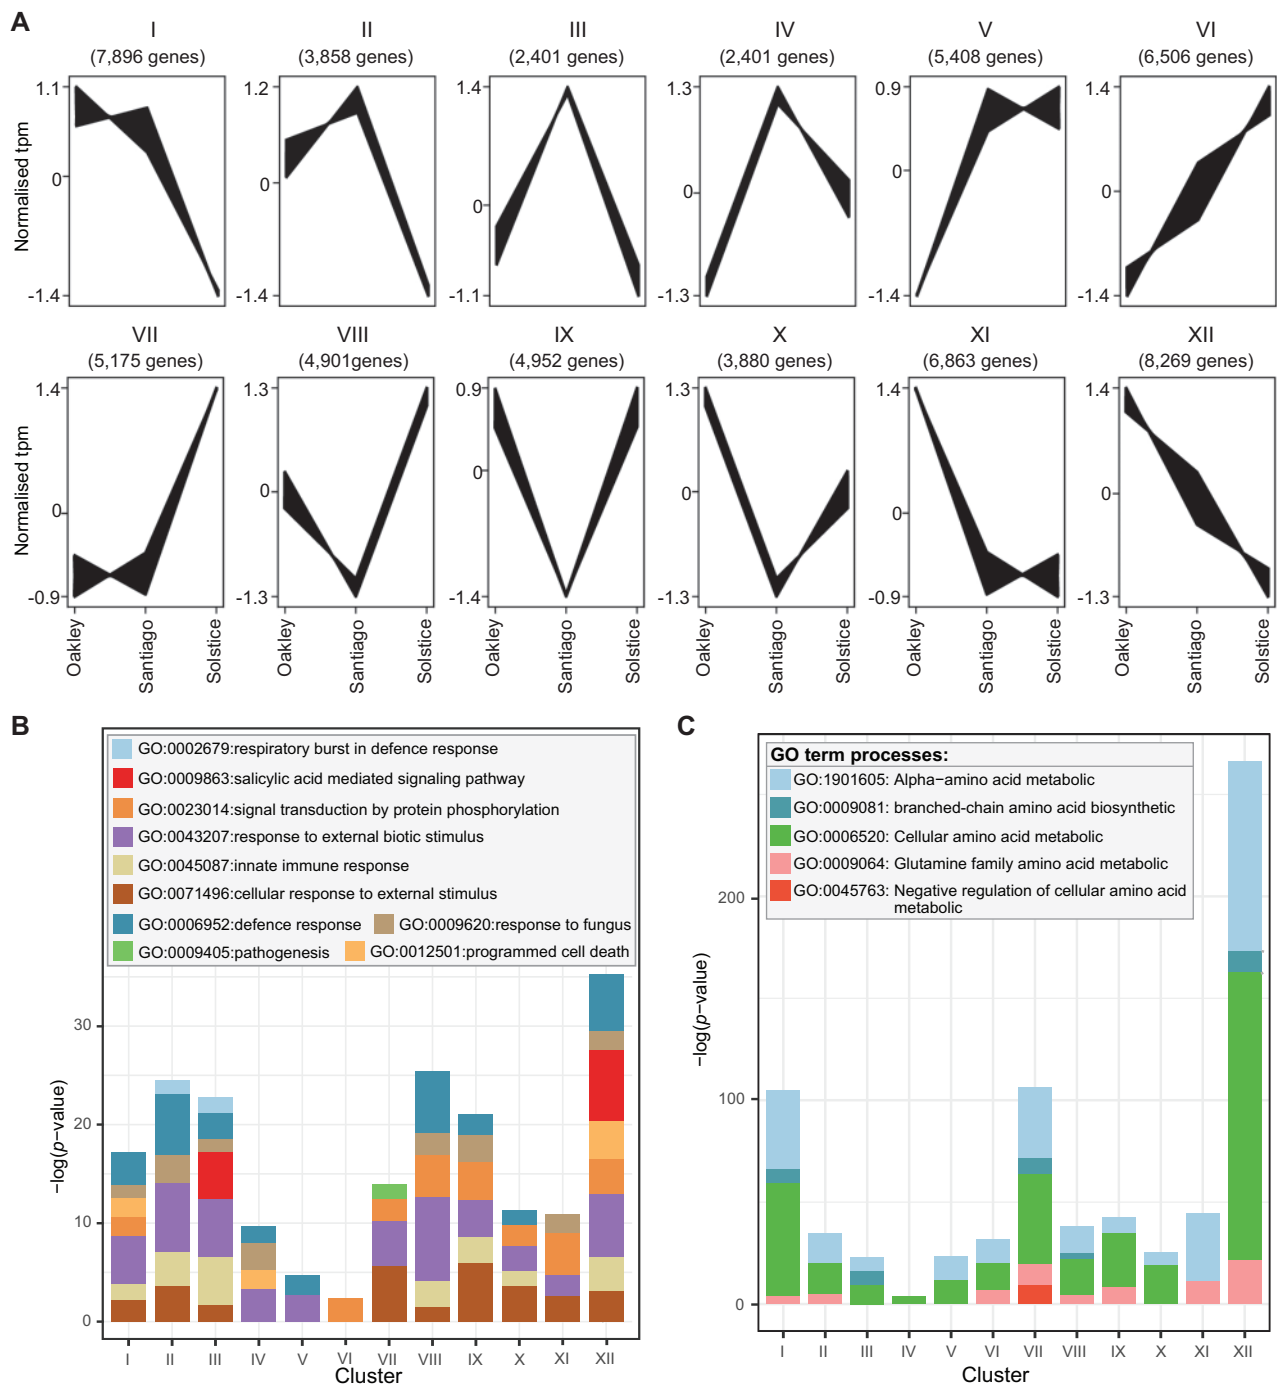 A
I II III IV V VI
(7,896 genes) (3,858 genes) (2,401 genes) (2,401 genes) (5,408 genes) (6,506 genes)
Normalised tpm
1.1 0 -1.4
1.2 0 -1.4
1.4 0 -1.1
1.3 0 -1.3
0.9 0 -1.4
1.4 0 -1.4
VII VIII IX X XI XII
(5,175 genes) (4,901genes) (4,952 genes) (3,880 genes) (6,863 genes) (8,269 genes)
Normalised tpm
1.4 0 -0.9
1.3 0 -1.3
0.9 0 -1.4
1.3 0 -1.3
1.4 0 -0.9
1.4 0 -1.3
Oakley Santiago Solstice
Oakley Santiago Solstice
Oakley Santiago Solstice
Oakley Santiago Solstice
Oakley Santiago Solstice
Oakley Santiago Solstice
B
GO:0002679:respiratory burst in defence response
GO:0009863:salicylic acid mediated signaling pathway
GO:0023014:signal transduction by protein phosphorylation
GO:0043207:response to external biotic stimulus
GO:0045087:innate immune response
GO:0071496:cellular response to external stimulus
GO:0006952:defence response GO:0009620:response to fungus
GO:0009405:pathogenesis GO:0012501:programmed cell death
−log(p−value)
30
20
10
0
I II III IV V VI VII VIII IX X XI XII
Cluster
C
GO term processes:
GO:1901605: Alpha−amino acid metabolic
GO:0009081: branched-chain amino acid biosynthetic
GO:0006520: Cellular amino acid metabolic
GO:0009064: Glutamine family amino acid metabolic
GO:0045763: Negative regulation of cellular amino acid
metabolic
−log(p−value)
200
100
0
I II III IV V VI VII VIII IX X XI XII
Cluster